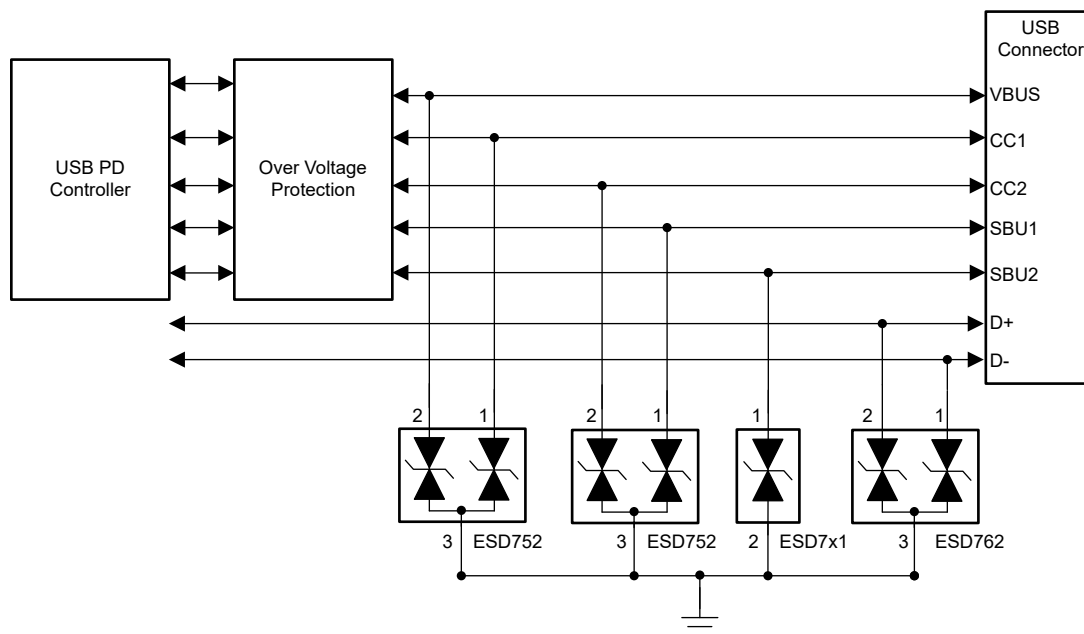 USB PD
Controller
Over Voltage
Protection
USB
Connector
VBUS
CC1
CC2
SBU1
SBU2
D+
D-
2 1 2 1 1 2 1
3 ESD752 3 ESD752 2 ESD7x1 3 ESD762